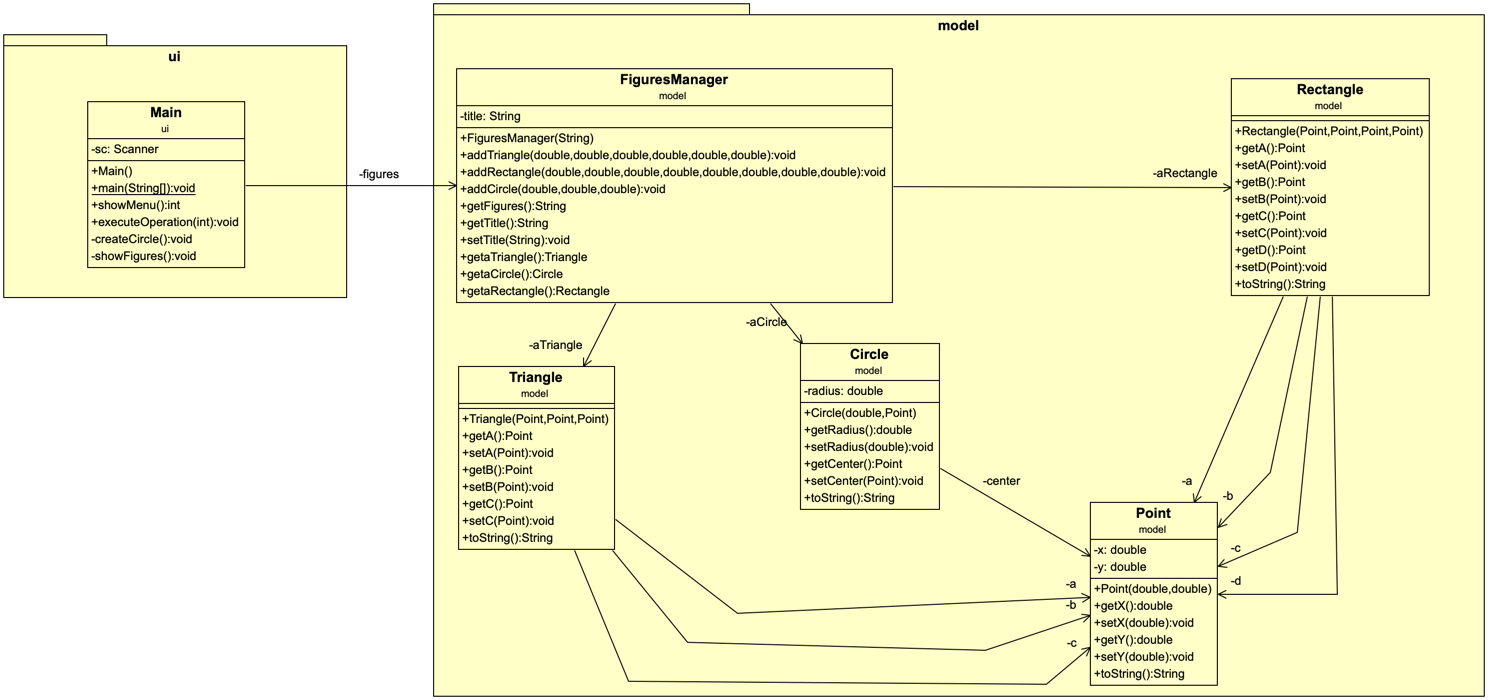 ui
Main
ui
-sc: Scanner
+Main()
+main(String[]):void
+showMenu():int
+executeOperation(int):void
-createCircle():void
-showFigures():void
-figures
model
FiguresManager
model
-title: String
+FiguresManager(String)
+addTriangle(double,double,double,double,double,double):void
+addRectangle(double,double,double,double,double,double,double,double):void
+addCircle(double,double,double):void
+getFigures():String
+getTitle():String
+setTitle(String):void
+getaTriangle():Triangle
+getaCircle():Circle
+getaRectangle():Rectangle
-aRectangle
Rectangle
model
+Rectangle(Point,Point,Point,Point)
+getA():Point
+setA(Point):void
+getB():Point
+setB(Point):void
+getC():Point
+setC(Point):void
+getD():Point
+setD(Point):void
+toString():String
-aTriangle
-aCircle
Triangle
model
+Triangle(Point,Point,Point)
+getA():Point
+setA(Point):void
+getB():Point
+setB(Point):void
+getC():Point
+setC(Point):void
+toString():String
Circle
model
-radius: double
+Circle(double,Point)
+getRadius():double
+setRadius(double):void
+getCenter():Point
+setCenter(Point):void
+toString():String
-center
-a
-b
-c
-d
-a
-b
-c
Point
model
-x: double
-y: double
+Point(double,double)
+getX():double
+setX(double):void
+getY():double
+setY(double):void
+toString():String